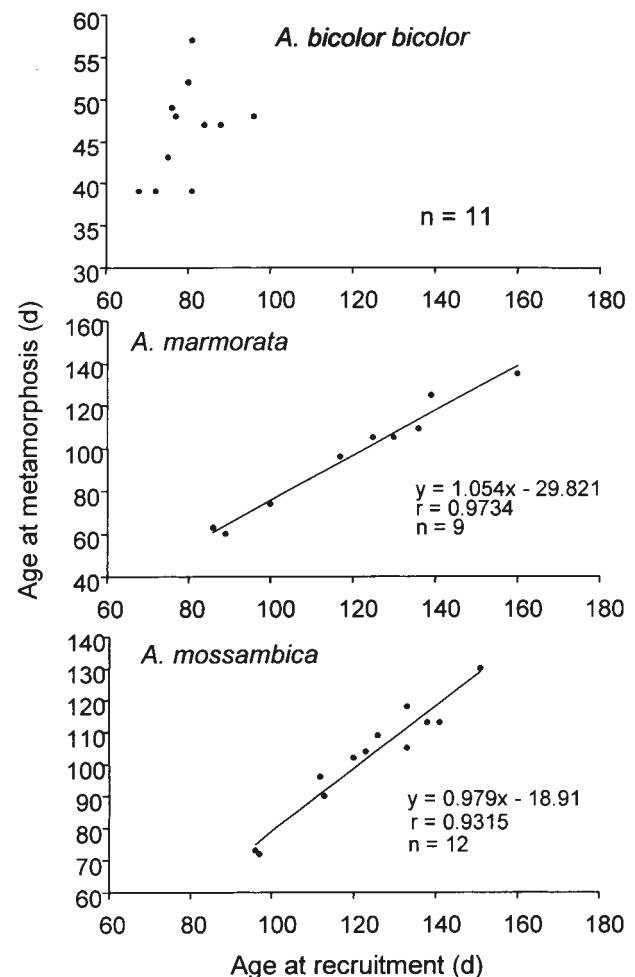 A. bicolor bicolor
60
55
50
45
40
35
30
n = 11
60 80 100 120 140 160 180
Age at metamorphosis (d)
160
140
120
100
80
60
40
A. marmorata
y = 1.054x - 29.821
r = 0.9734
n = 9
60 80 100 120 140 160 180
140
130
120
110
100
90
80
70
60
A. mossambica
y = 0.979x - 18.91
r = 0.9315
n = 12
60 80 100 120 140 160 180
Age at recruitment (d)